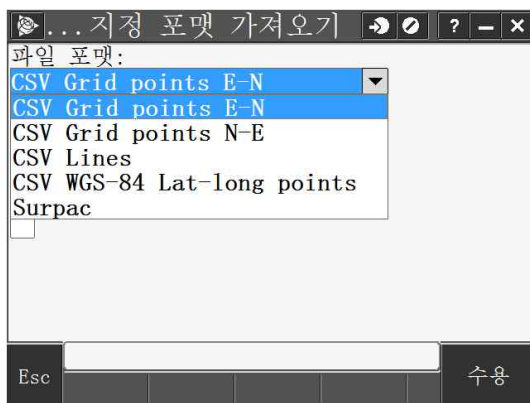 ...지정 포맷 가져오기 ? – ×
파일 포맷:
CSV Grid points E-N
CSV Grid points E-N
CSV Grid points N-E
CSV Lines
CSV WGS-84 Lat-long points
Surpac
Esc 수용